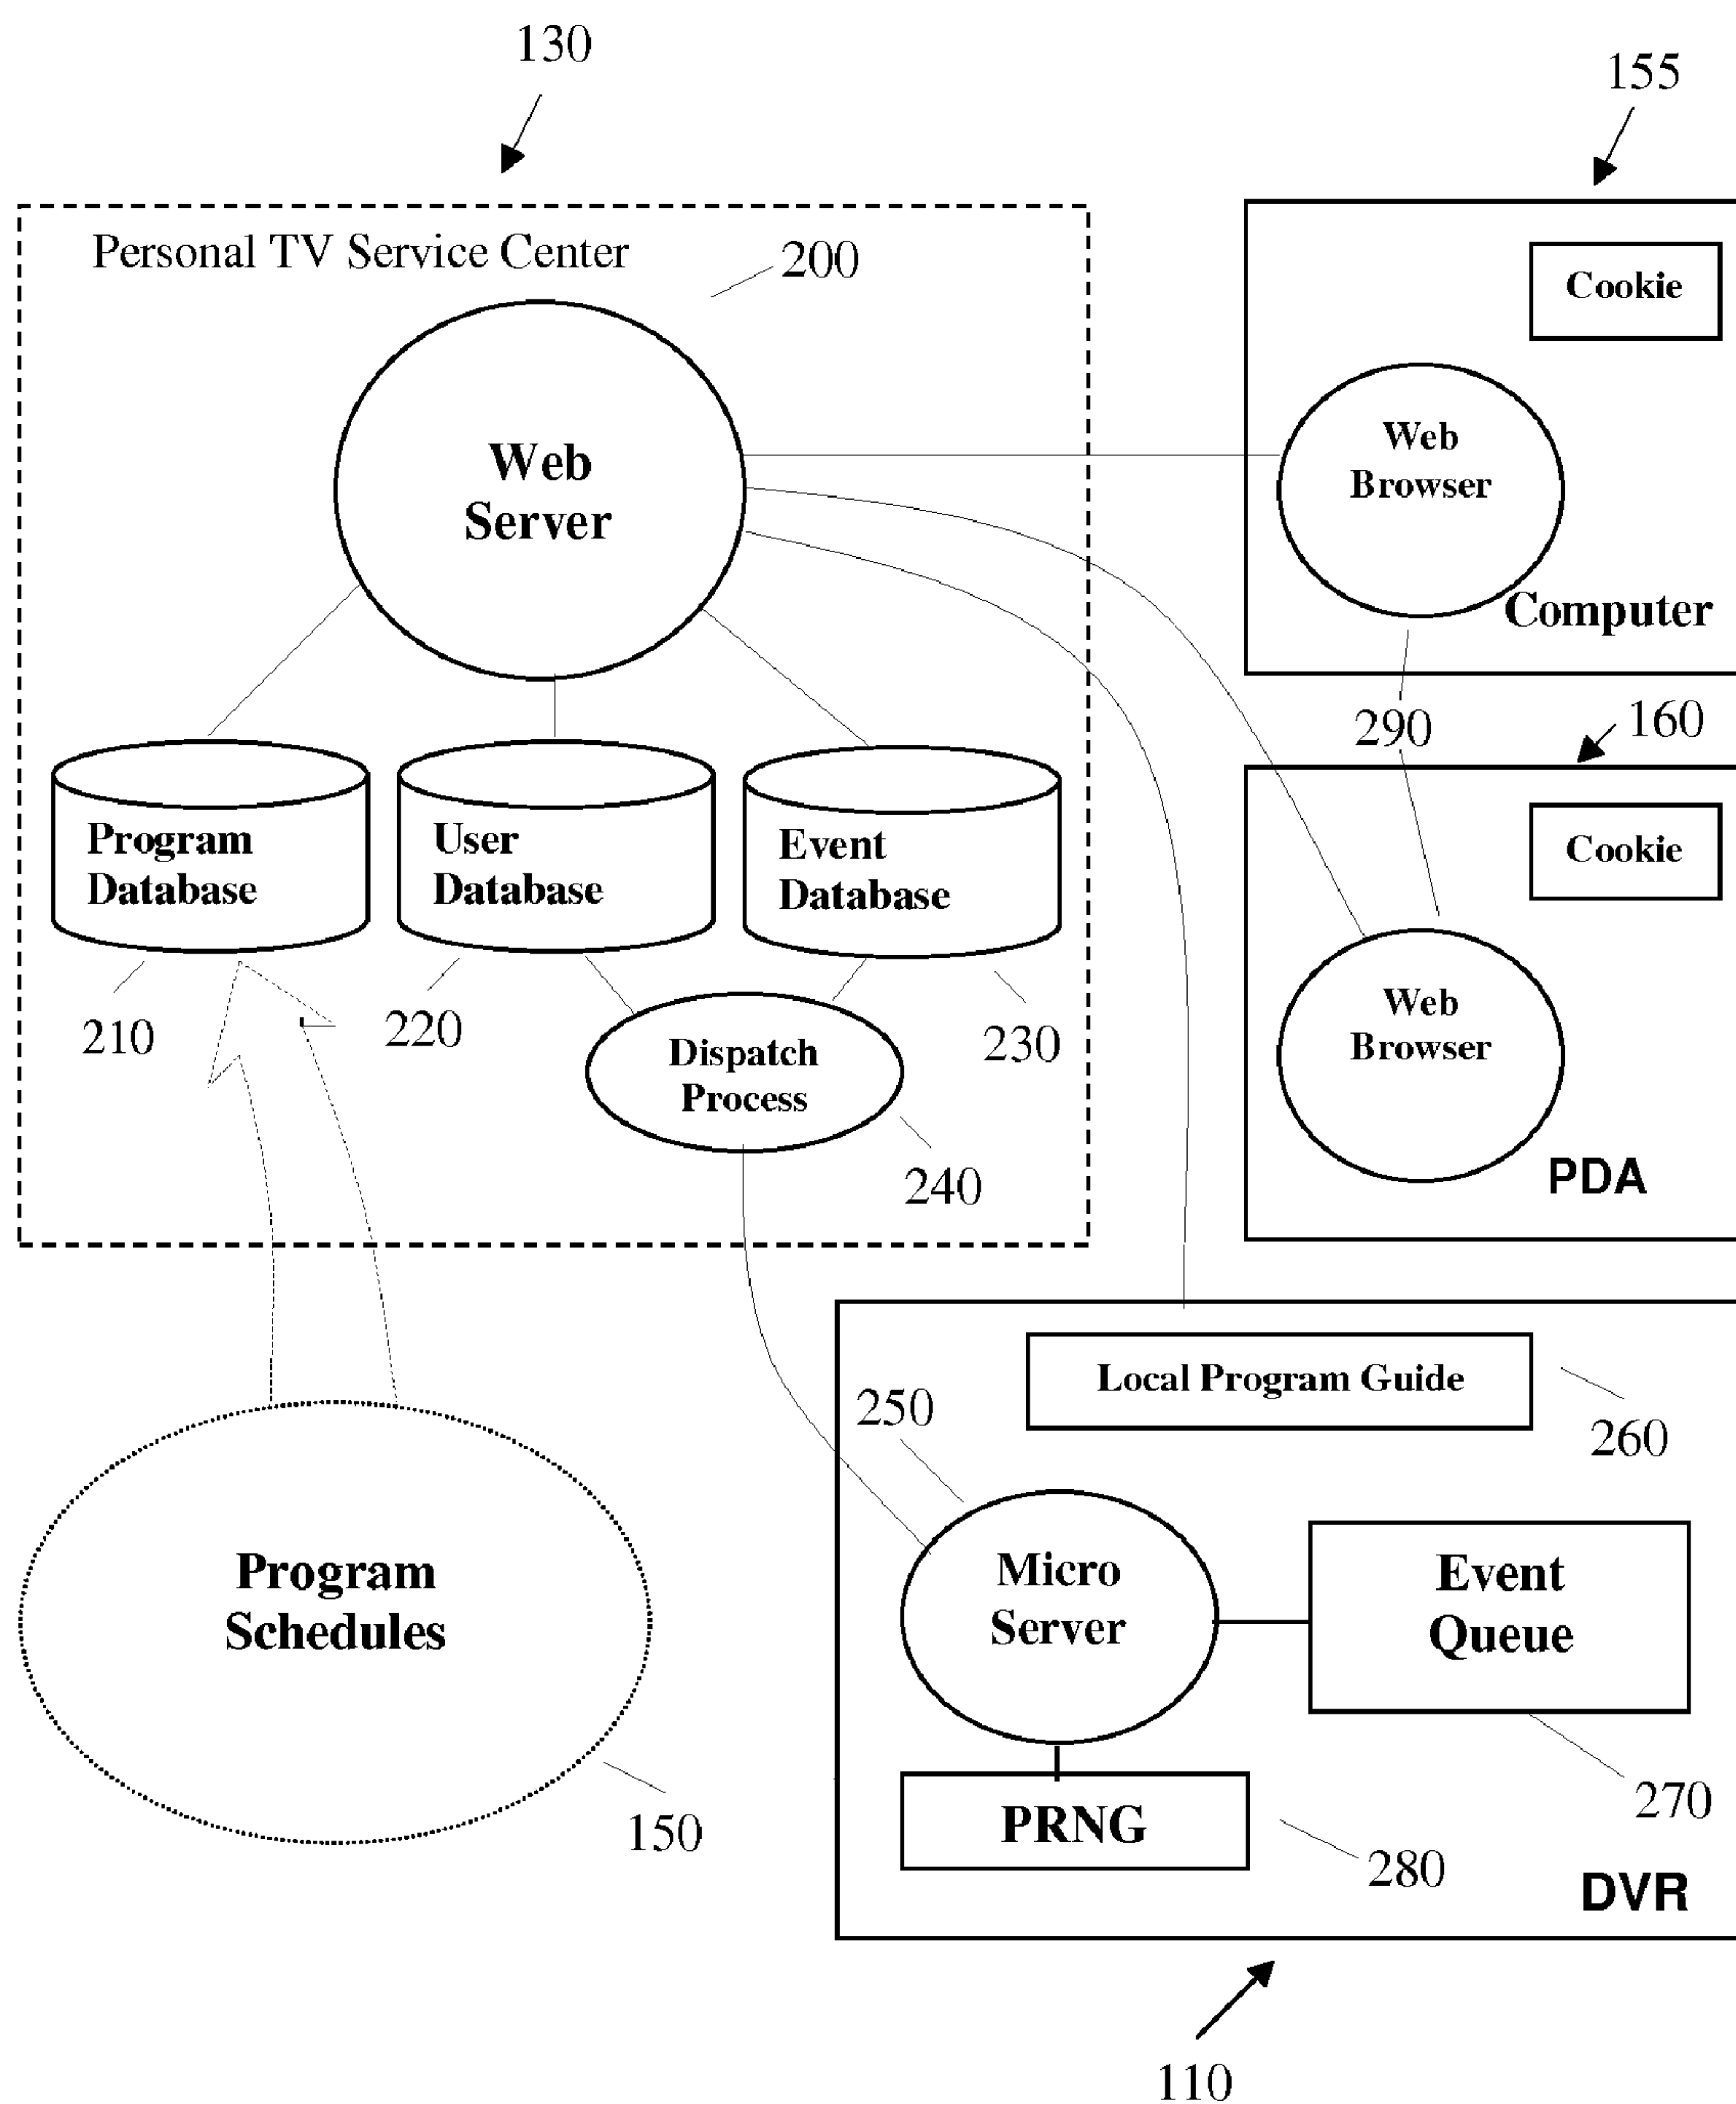 130
155
Personal TV Service Center
200
Cookie
Web
Server
Web
Browser
Computer
290
160
Program
Database
User
Database
Event
Database
Cookie
210
220
230
Dispatch
Process
Web
Browser
240
PDA
Local Program Guide
250
260
Program
Schedules
Micro
Server
Event
Queue
150
PRNG
270
280
DVR
110